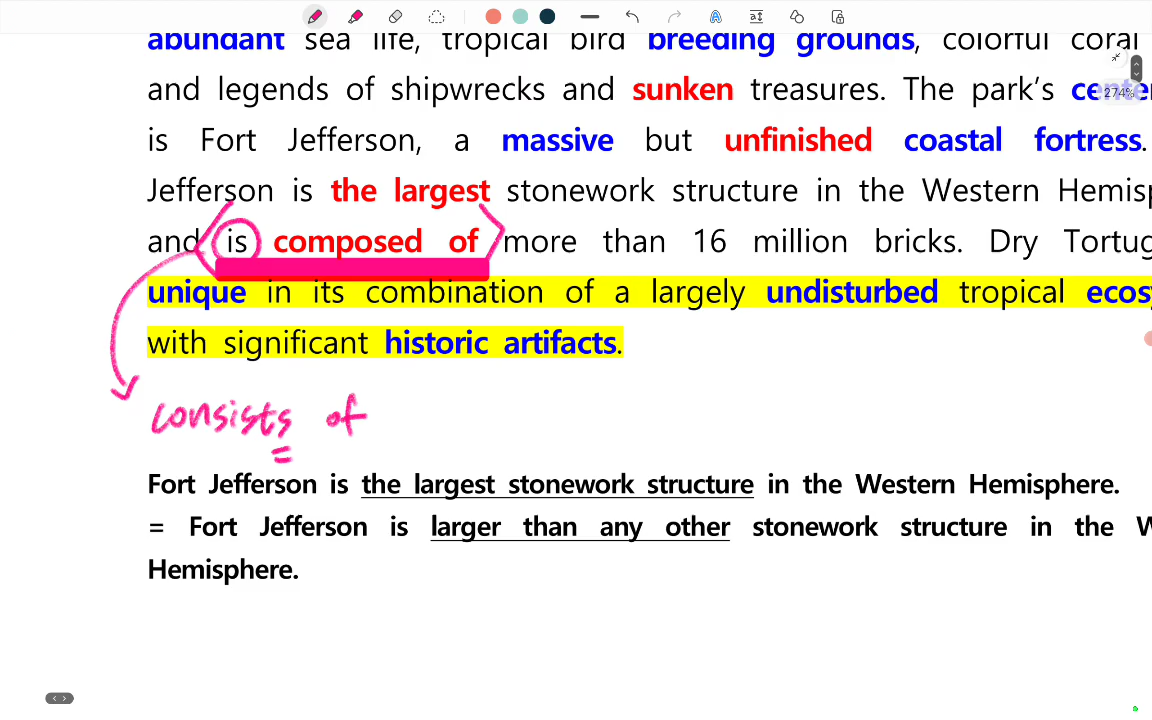 abundant sea life, tropical bird breeding grounds, colorful coral
and legends of shipwrecks and sunken treasures. The park's
274%
is Fort Jefferson, a massive but unfinished coastal fortress.
Jefferson is the largest stonework structure in the Western
and is composed of more than 16 million bricks. Dry
unique in its combination of a largely undisturbed tropical
with significant historic artifacts.
consists of
Fort Jefferson is the largest stonework structure in the Western Hemisphere.
= Fort Jefferson is larger than any other stonework structure in the
Hemisphere.